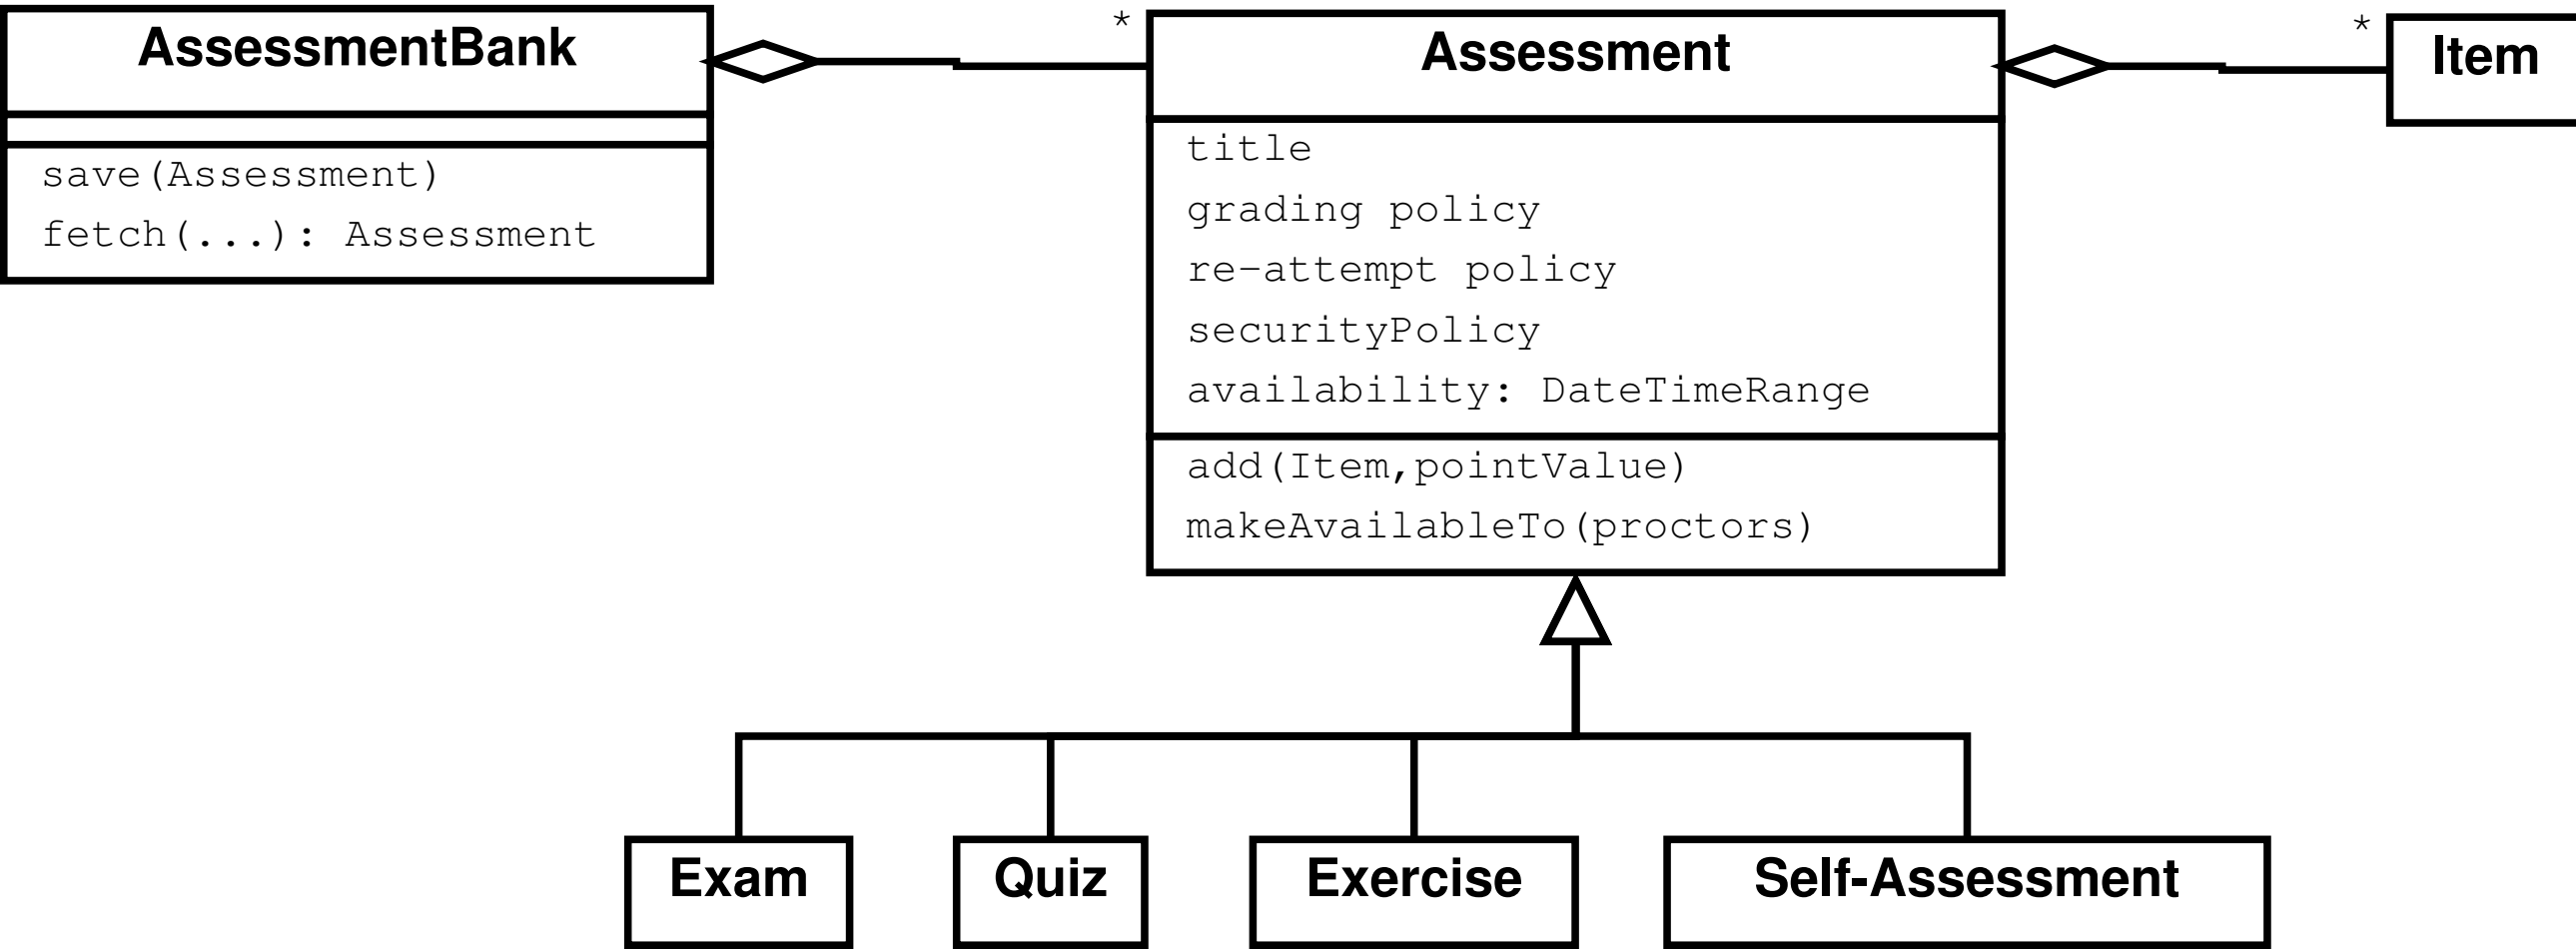 AssessmentBank
save(Assessment)
fetch(...): Assessment
*
Assessment
title
grading policy
re-attempt policy
securityPolicy
availability: DateTimeRange
add(Item,pointValue)
makeAvailableTo(proctors)
*
Item
Exam
Quiz
Exercise
Self-Assessment